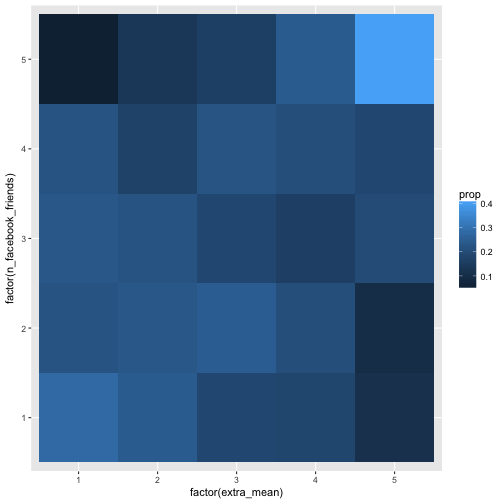 factor(n_facebook_friends)
5
4
3
2
1
1 2 3 4 5
factor(extra_mean)
prop
0.4
0.3
0.2
0.1